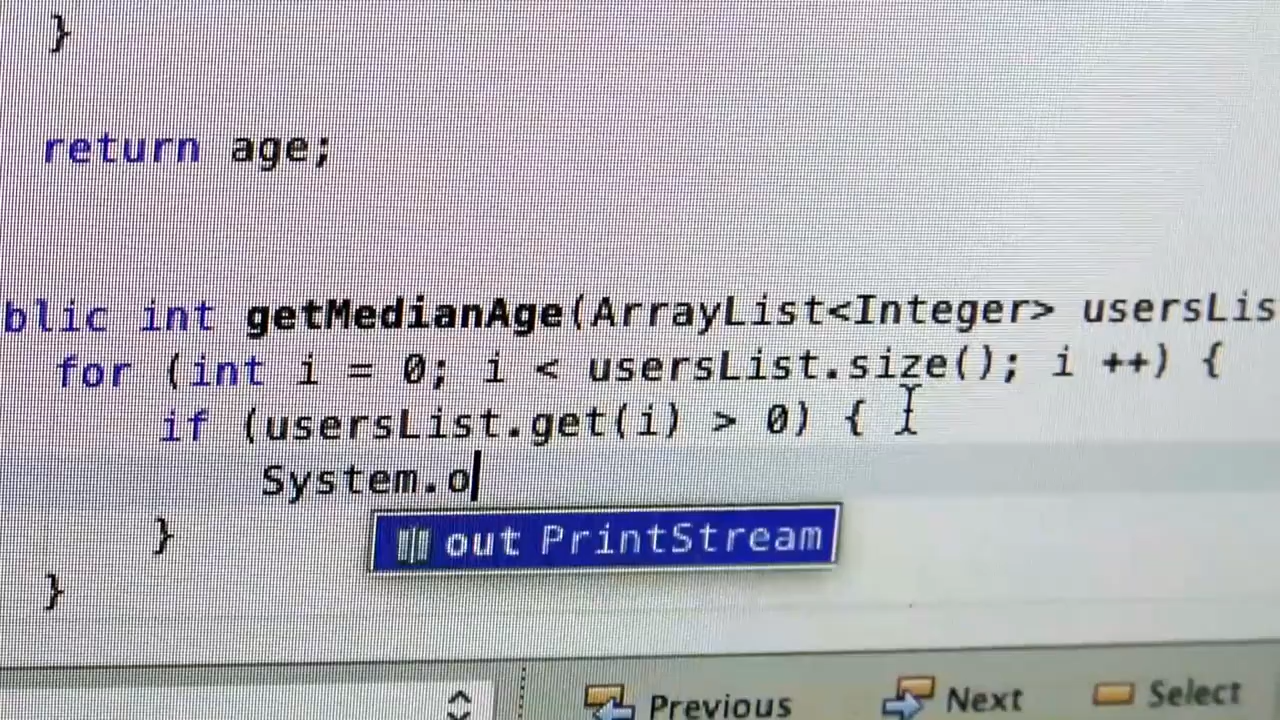 }
return age;
blic int getMedianAge(ArrayList<Integer> usersLis
for (int i = 0; i < usersList.size(); i ++) {
if (usersList.get(i) > 0) {
System.o
out PrintStream
}
}
Previous Next Select